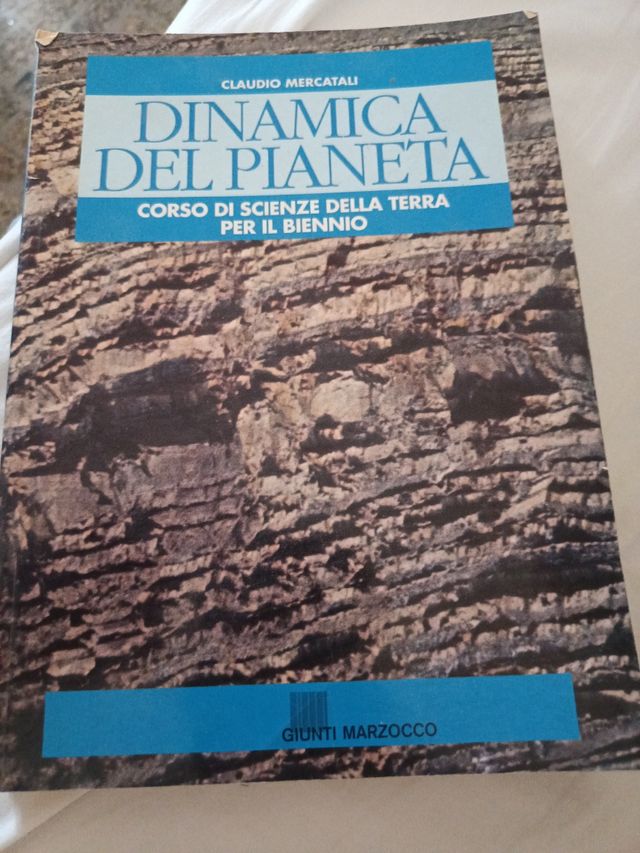 CLAUDIO MERCATALI
DINAMICA
DEL PIANETA
CORSO DI SCIENZE DELLA TERRA
PER IL BIENNIO
GIUNTI MARZOCCO